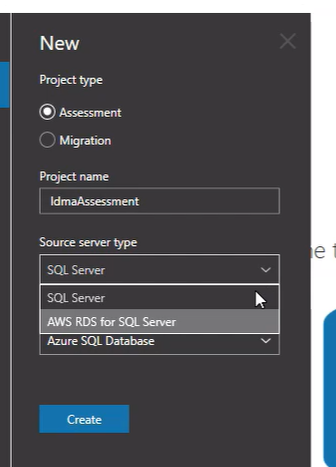 New
Project type
Assessment
Migration
Project name
IdmaAssessment
Source server type
SQL Server
SQL Server
AWS RDS for SQL Server
Azure SQL Database
Create